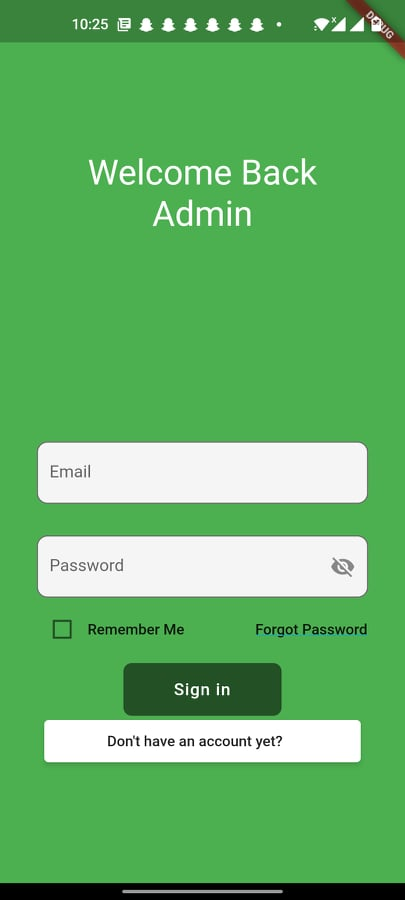 10:25
DEBUG
Welcome Back
Admin
Email
Password
Remember Me Forgot Password
Sign in
Don't have an account yet?